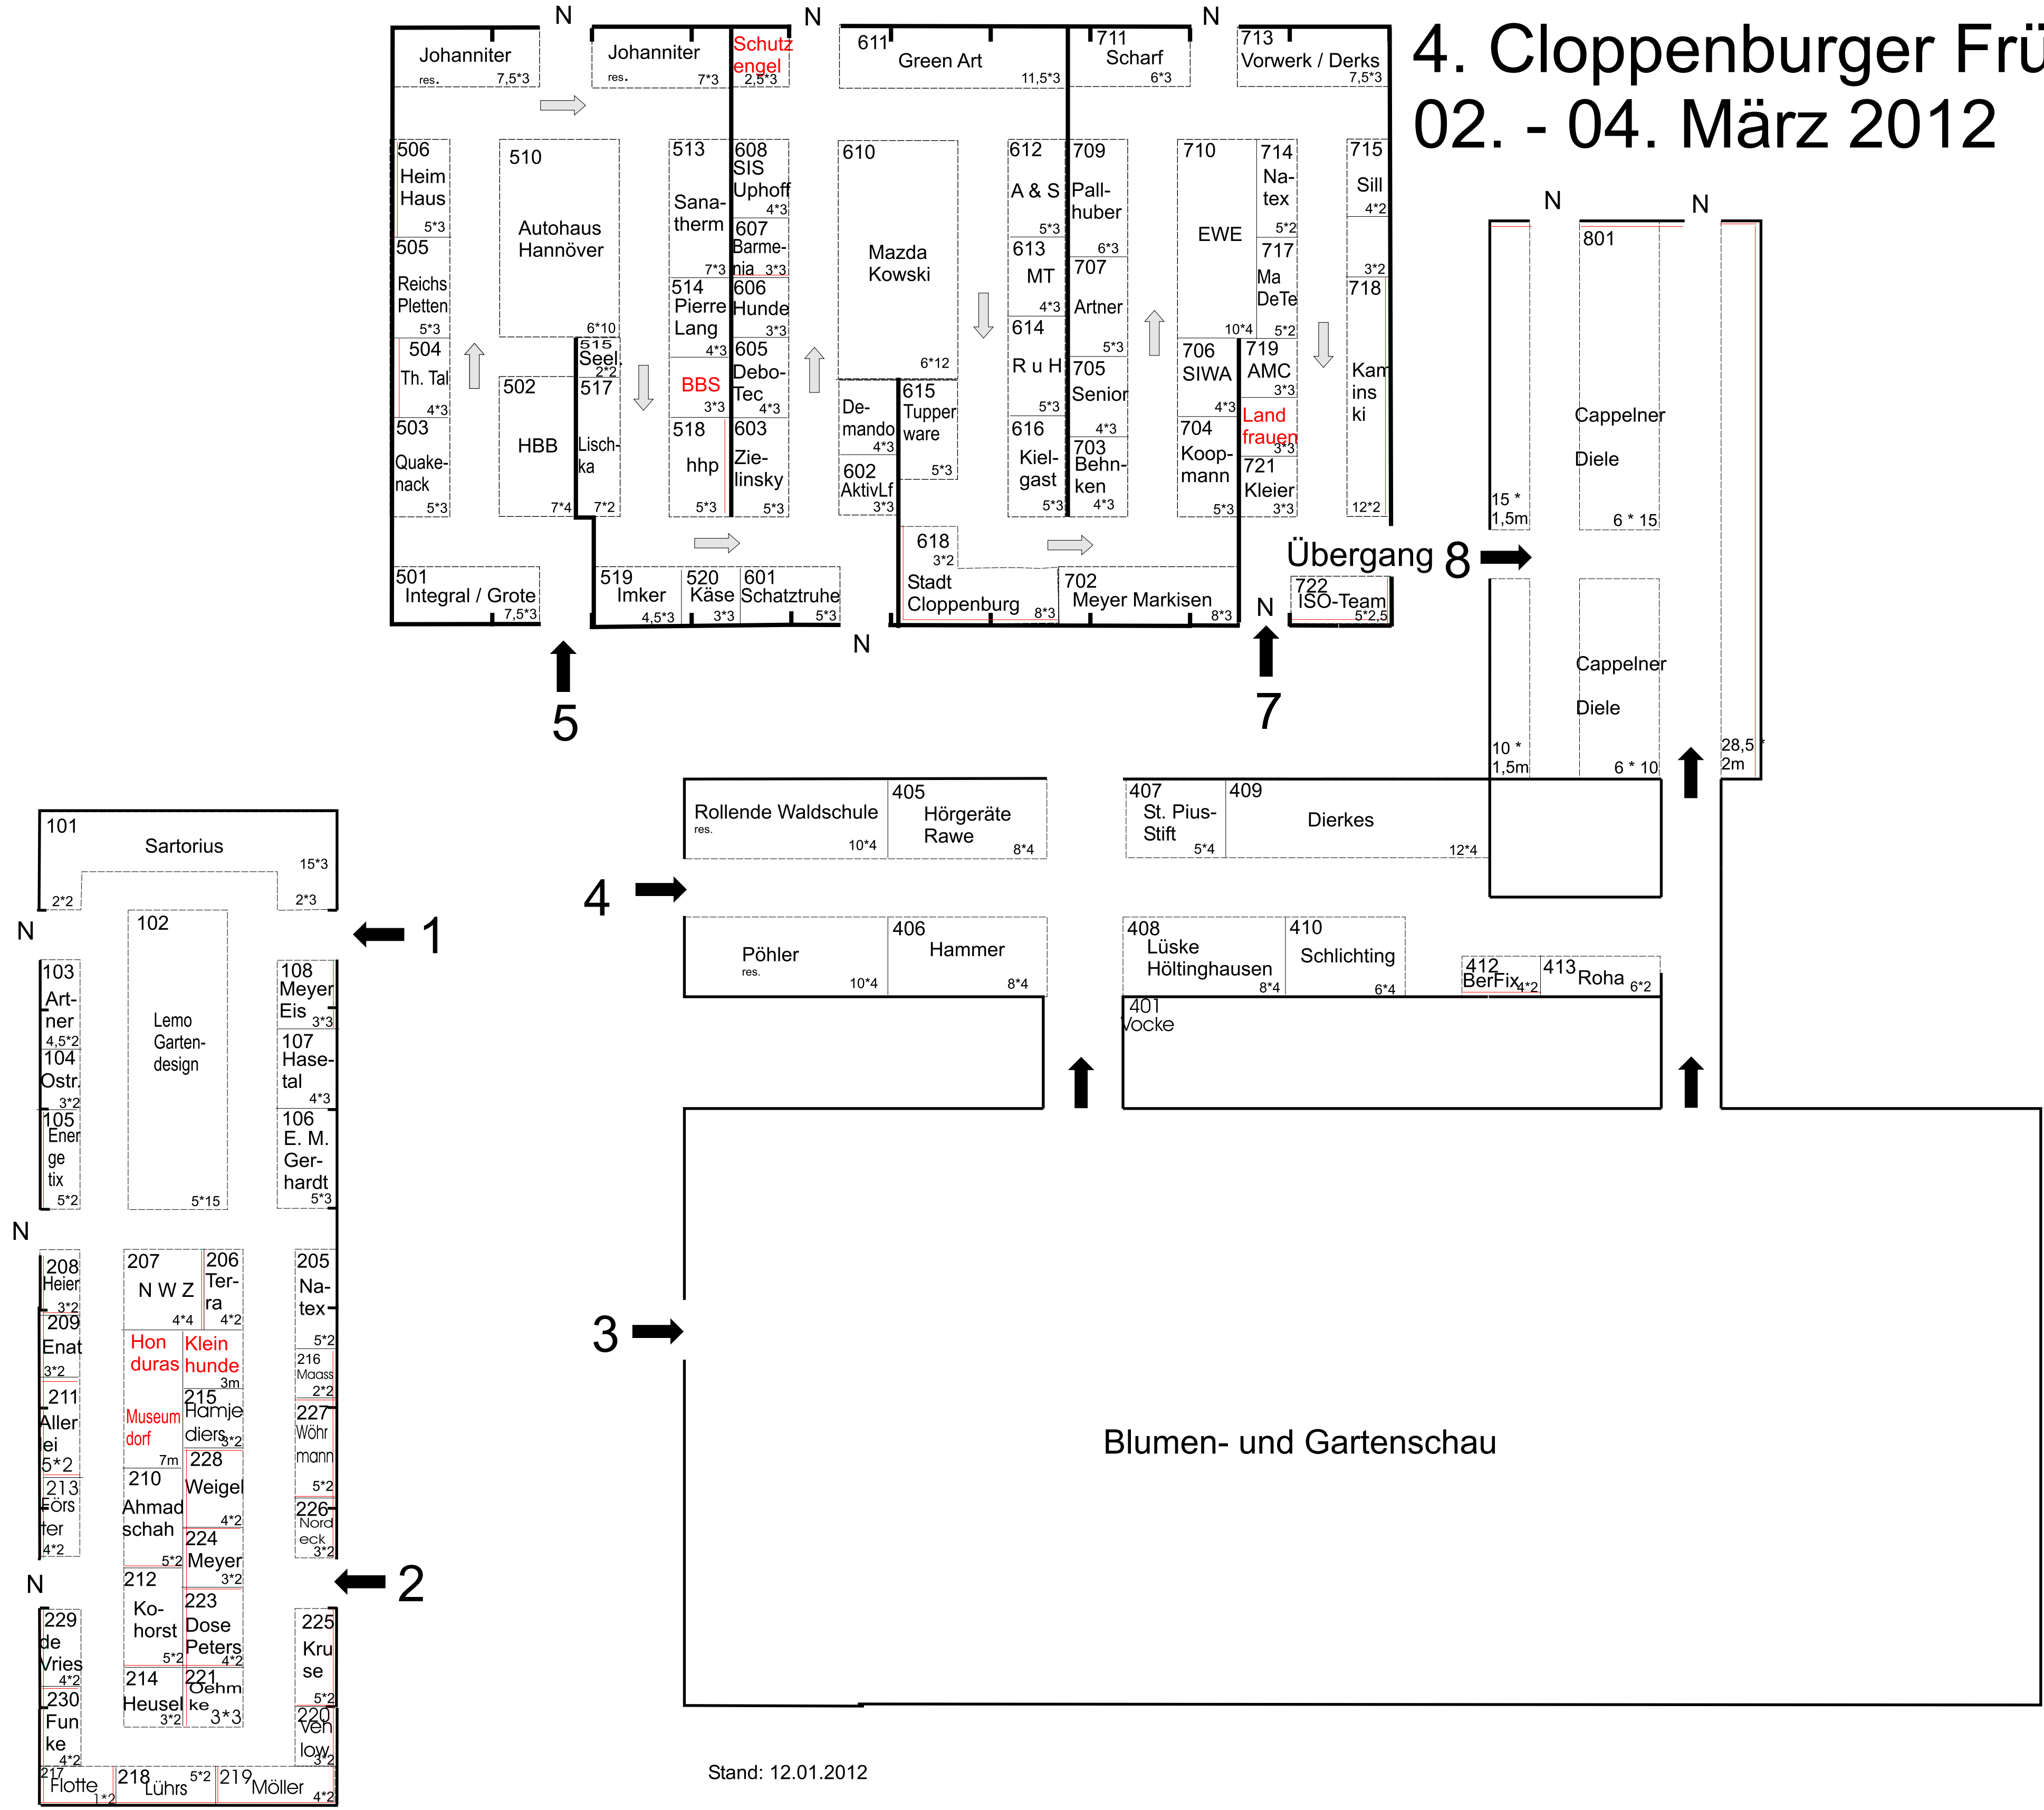 4. Cloppenburger Frü
02. - 04. März 2012
N
N
N
N
N
Johanniter
res. 7,5*3
Johanniter
res. 7*3
Schutz
engel
2,5*3
611
Green Art
11,5*3
711
Scharf
6*3
713
Vorwerk / Derks
7,5*3
506
Heim
Haus
5*3
505
Reichs
Pletten
5*3
504
Th. Tal
4*3
503
Quake-
nack
5*3
501
Integral / Grote
7,5*3
510
Autohaus
Hannöver
6*10
515
Seel.
2*2
502
HBB
7*4
517
Lisch-
ka
7*2
513
Sana-
therm
7*3
514
Pierre
Lang
4*3
BBS
3*3
518
hhp
5*3
519
Imker
4,5*3
520
Käse
3*3
601
Schatztruhe
5*3
608
SIS
Uphoff
4*3
607
Barme-
nia 3*3
606
Hunde
3*3
605
Debo-
Tec
4*3
603
Zie-
linsky
5*3
610
Mazda
Kowski
6*12
De-
mando
4*3
602
AktivLf
3*3
615
Tupper
ware
5*3
618
3*2
Stadt
Cloppenburg
8*3
612
A & S
5*3
613
MT
4*3
614
R u H
5*3
616
Kiel-
gast
5*3
709
Pall-
huber
6*3
707
Artner
5*3
705
Senior
4*3
703
Behn-
ken
4*3
702
Meyer Markisen
8*3
710
EWE
10*4
706
SIWA
4*3
704
Koop-
mann
5*3
714
Na-
tex
5*2
717
Ma
DeTe
5*2
719
AMC
3*3
Land
frauen
3*3
721
Kleier
3*3
715
Sill
4*2
3*2
718
Kam
ins
ki
12*2
Übergang 8
722
ISO-Team
5*2,5
N
N
5
7
801
Cappelner
Diele
15 *
1,5m
6 * 15
Cappelner
Diele
10 *
1,5m
6 * 10
28,5 *
2m
Rollende Waldschule
res.
10*4
405
Hörgeräte
Rawe
8*4
407
St. Pius-
Stift
5*4
409
Dierkes
12*4
4
Pöhler
res.
10*4
406
Hammer
8*4
408
Lüske
Höltinghausen
8*4
410
Schlichting
6*4
412
BerFix
4*2
413
Roha
6*2
401
Vocke
3
Blumen- und Gartenschau
101
Sartorius
15*3
2*2
2*3
N
1
102
Lemo
Garten-
design
5*15
103
Art-
ner
4,5*2
104
Ostr.
3*2
105
Ener
ge
tix
5*2
108
Meyer
Eis
3*3
107
Hase-
tal
4*3
106
E. M.
Ger-
hardt
5*3
N
208
Heier
3*2
209
Enat
3*2
211
Aller
lei
5*2
213
Förs
ter
4*2
207
N W Z
4*4
206
Ter-
ra
4*2
Hon
duras
Museum
dorf
7m
Klein
hunde
3m
215
Hamje
diers
3*2
210
Ahmad
schah
5*2
228
Weigel
4*2
224
Meyer
3*2
212
Ko-
horst
5*2
223
Dose
Peters
4*2
214
Heusel
3*2
221
Oehm
ke
3*3
205
Na-
tex
5*2
216
Maass
2*2
227
Wöhr
mann
5*2
226
Nord
eck
3*2
N
2
229
de
Vries
4*2
230
Fun
ke
4*2
225
Kru
se
5*2
220
Veh
low
3*2
217
Flotte
1*2
218
Lührs
5*2
219
Möller
4*2
Stand: 12.01.2012